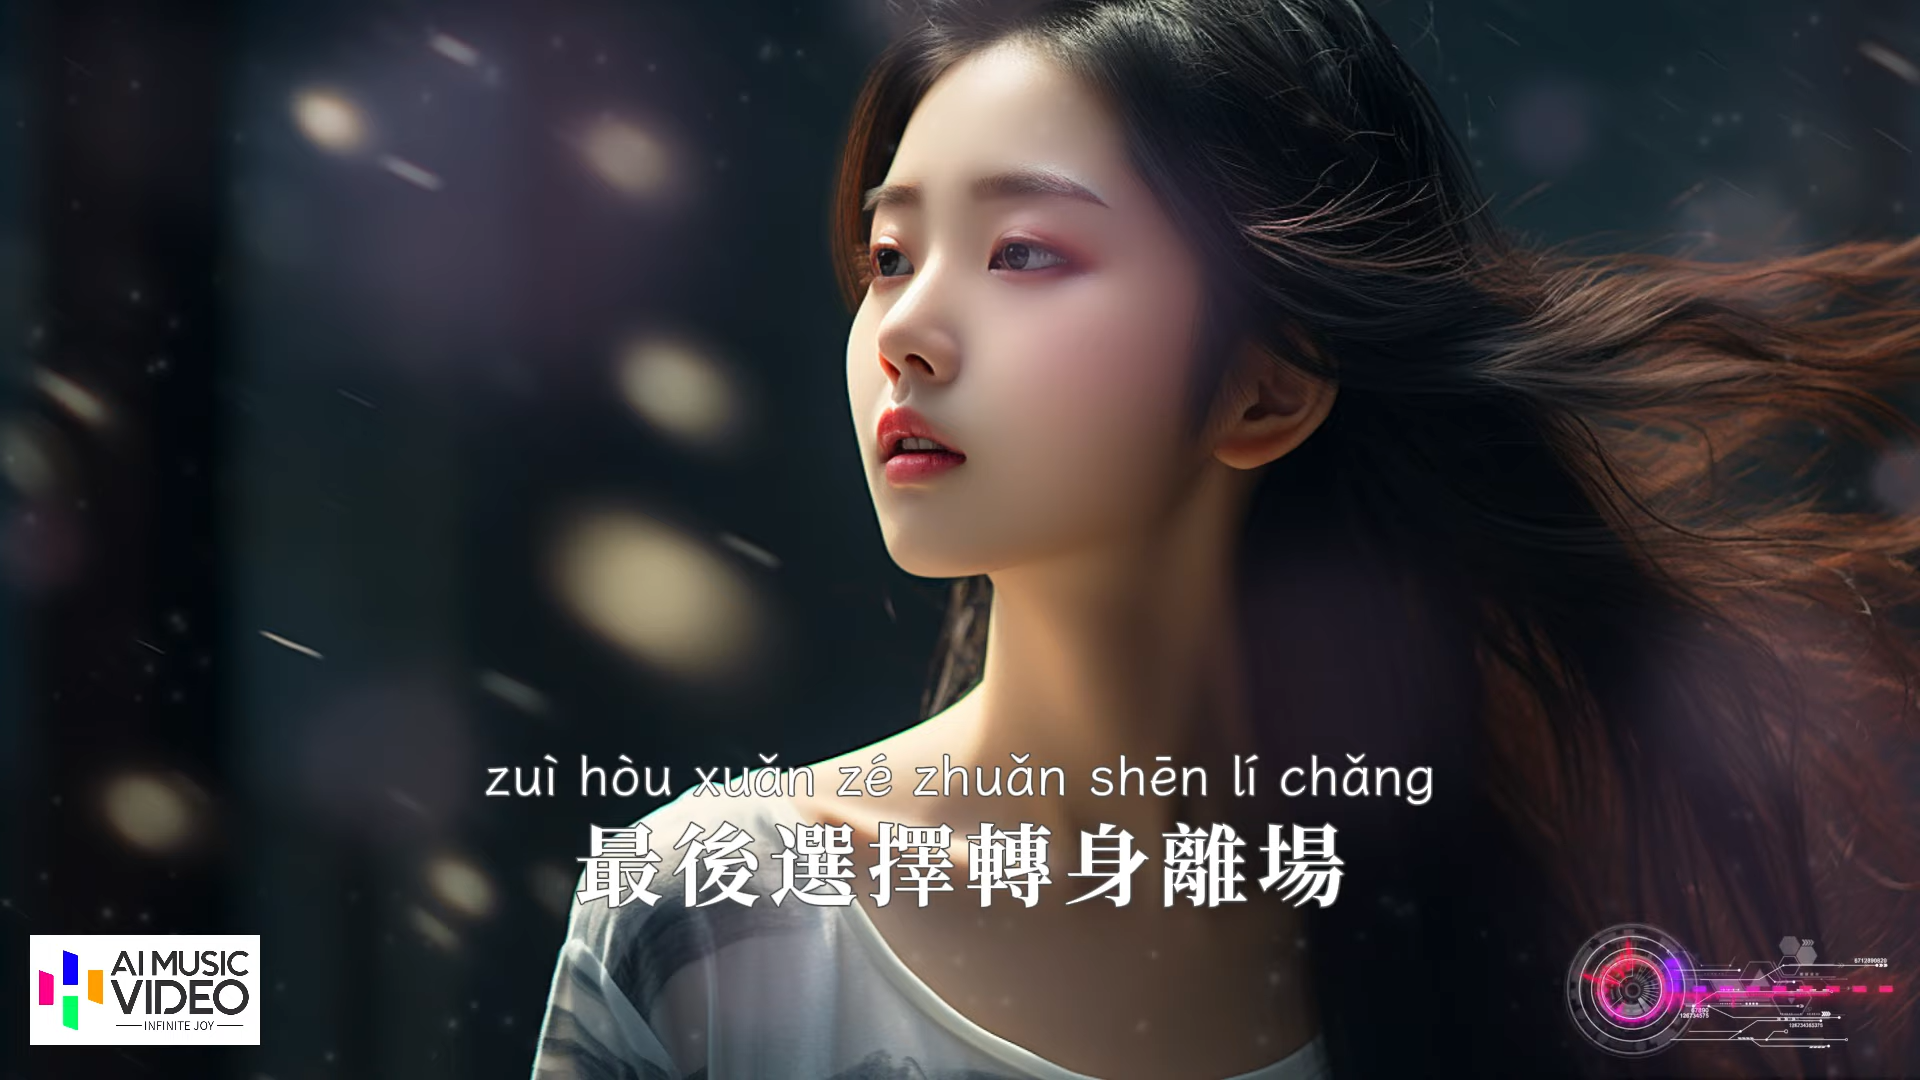 zuì hòu xuǎn zé zhuǎn shēn lí chǎng
最後選擇轉身離場
AI MUSIC
VIDEO
INFINITE JOY